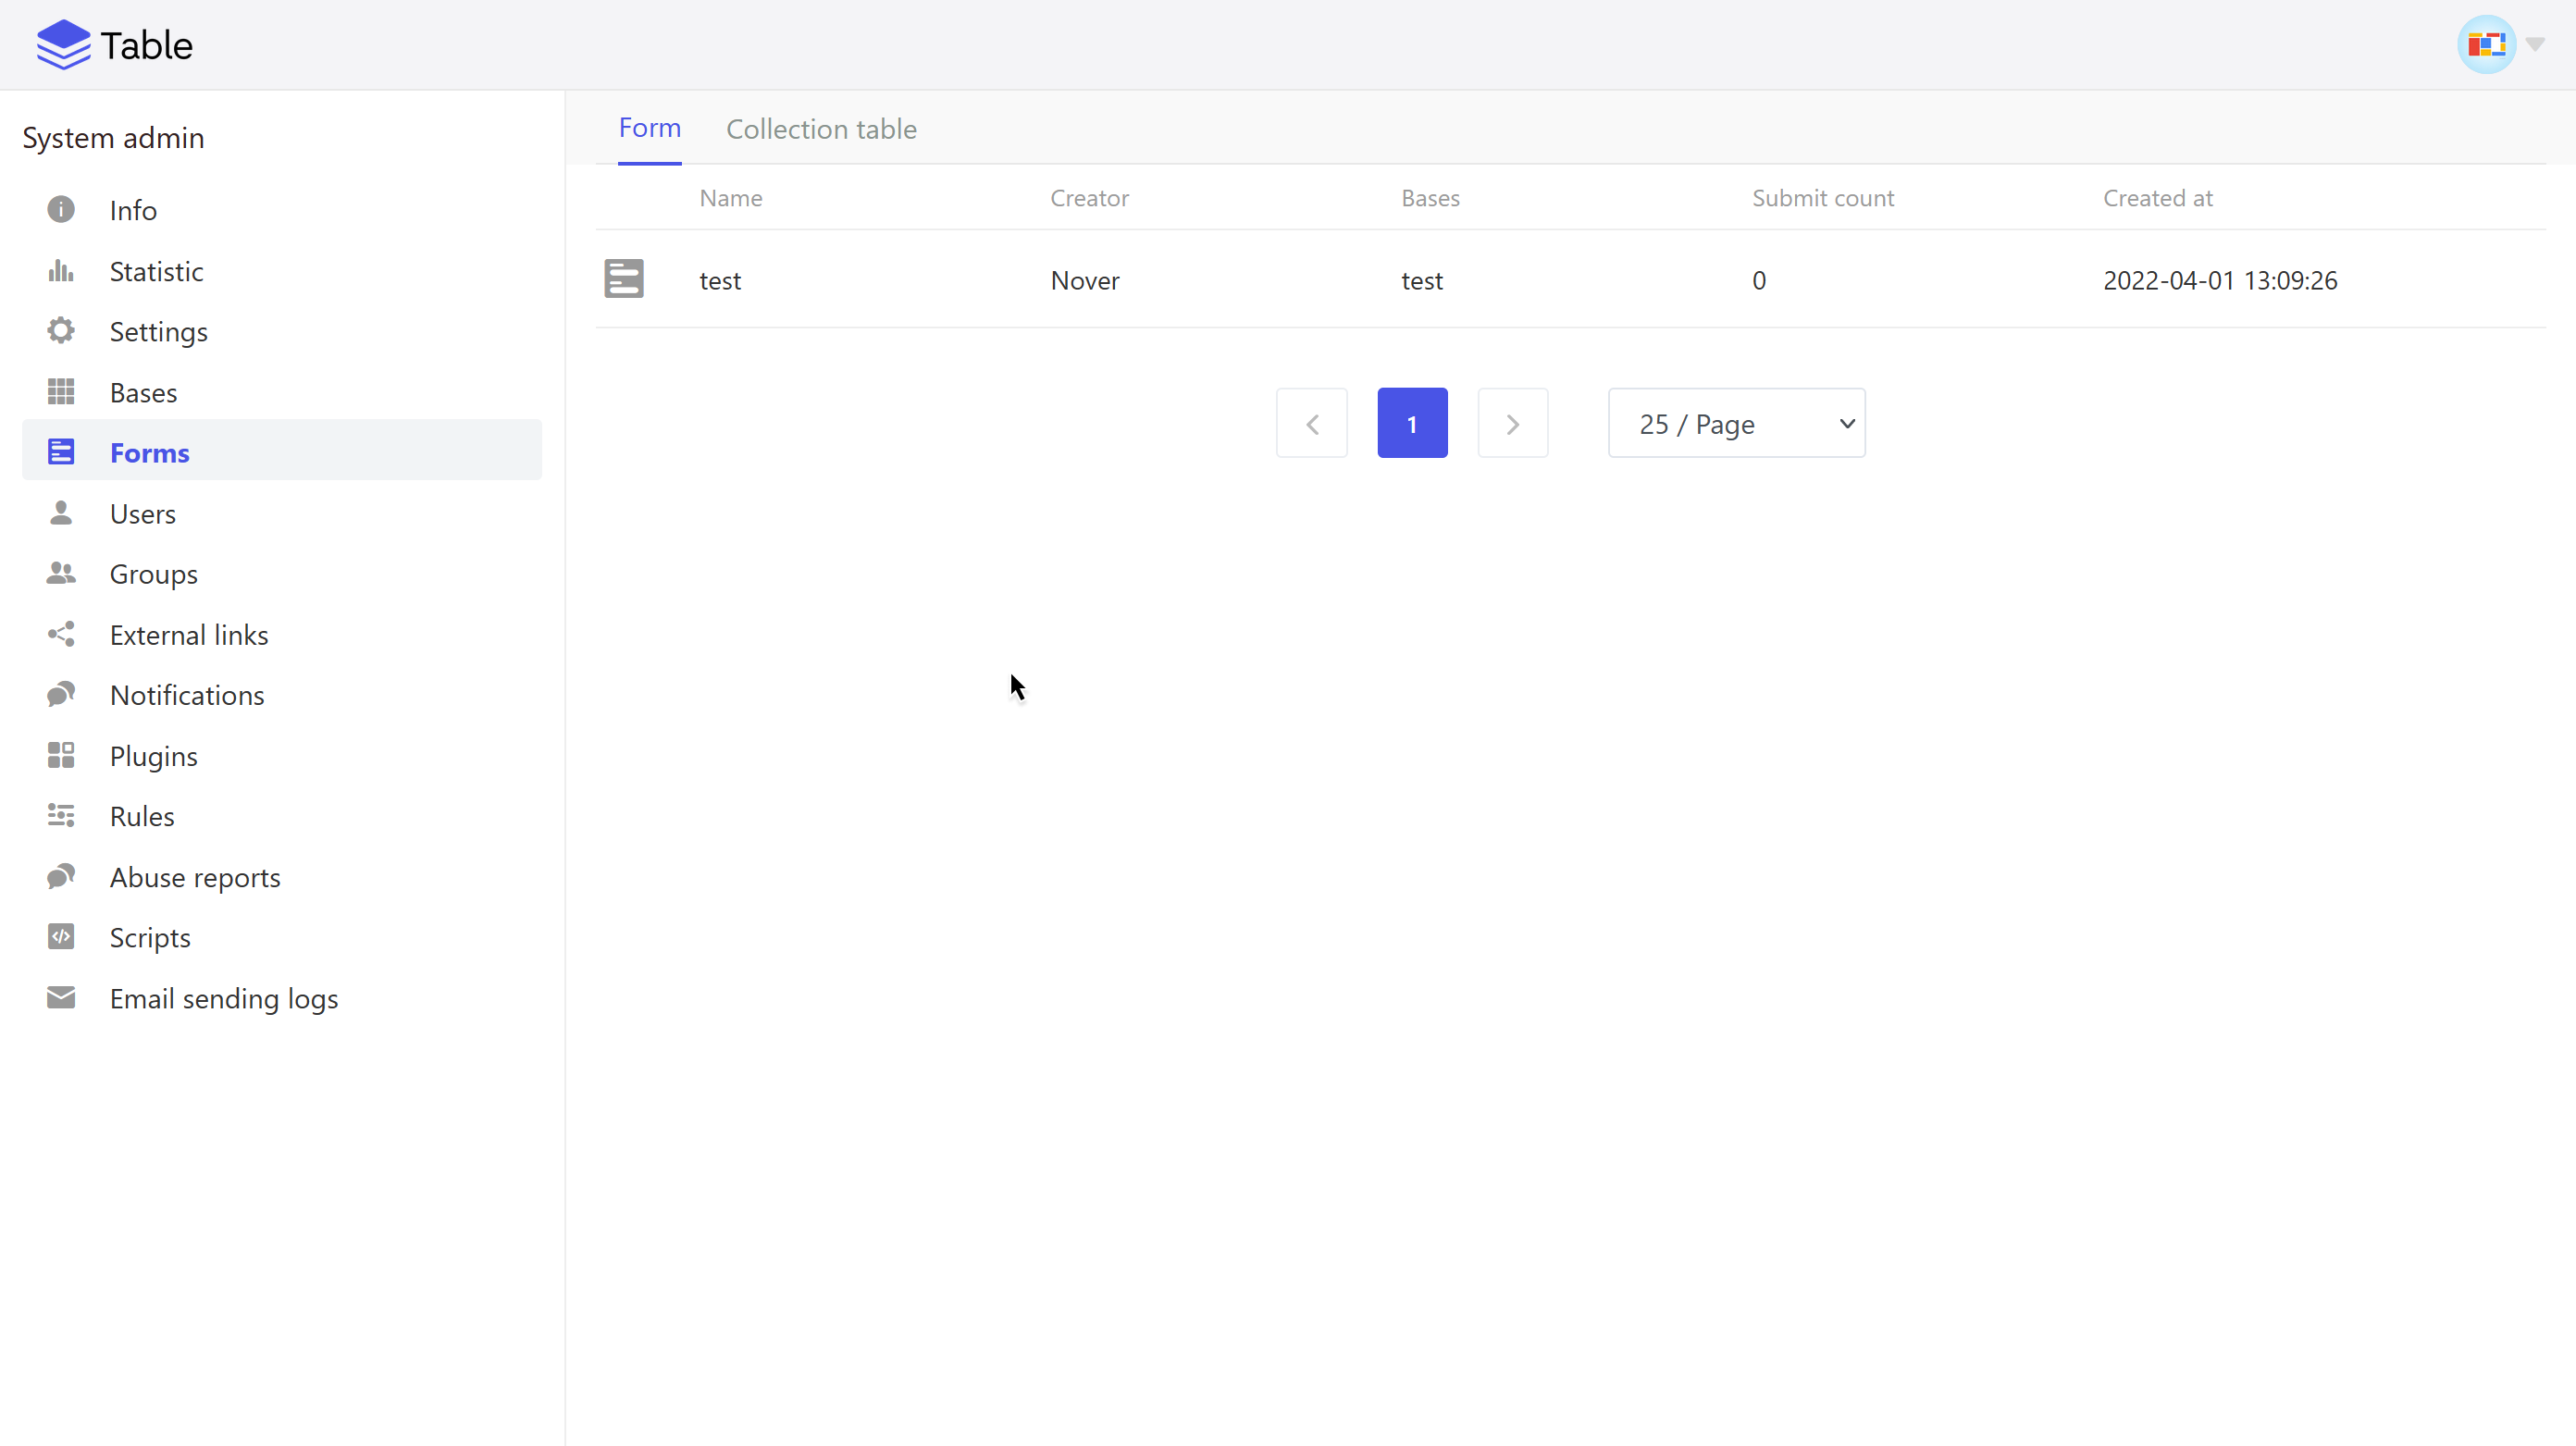 Table
System admin
Info
Statistic
Settings
Bases
Forms
Users
Groups
External links
Notifications
Plugins
Rules
Abuse reports
Scripts
Email sending logs
Form Collection table
Name Creator Bases Submit count Created at
test Nover test 0 2022-04-01 13:09:26
1 25 / Page